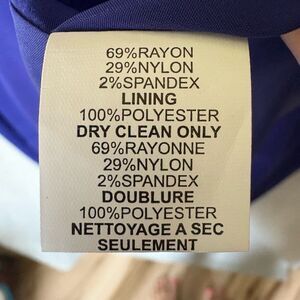 69%RAYON
29%NYLON
2%SPANDEX
LINING
100%POLYESTER
DRY CLEAN ONLY
69%RAYONNE
29%NYLON
2%SPANDEX
DOUBLURE
100%POLYESTER
NETTOYAGE A SEC
SEULEMENT